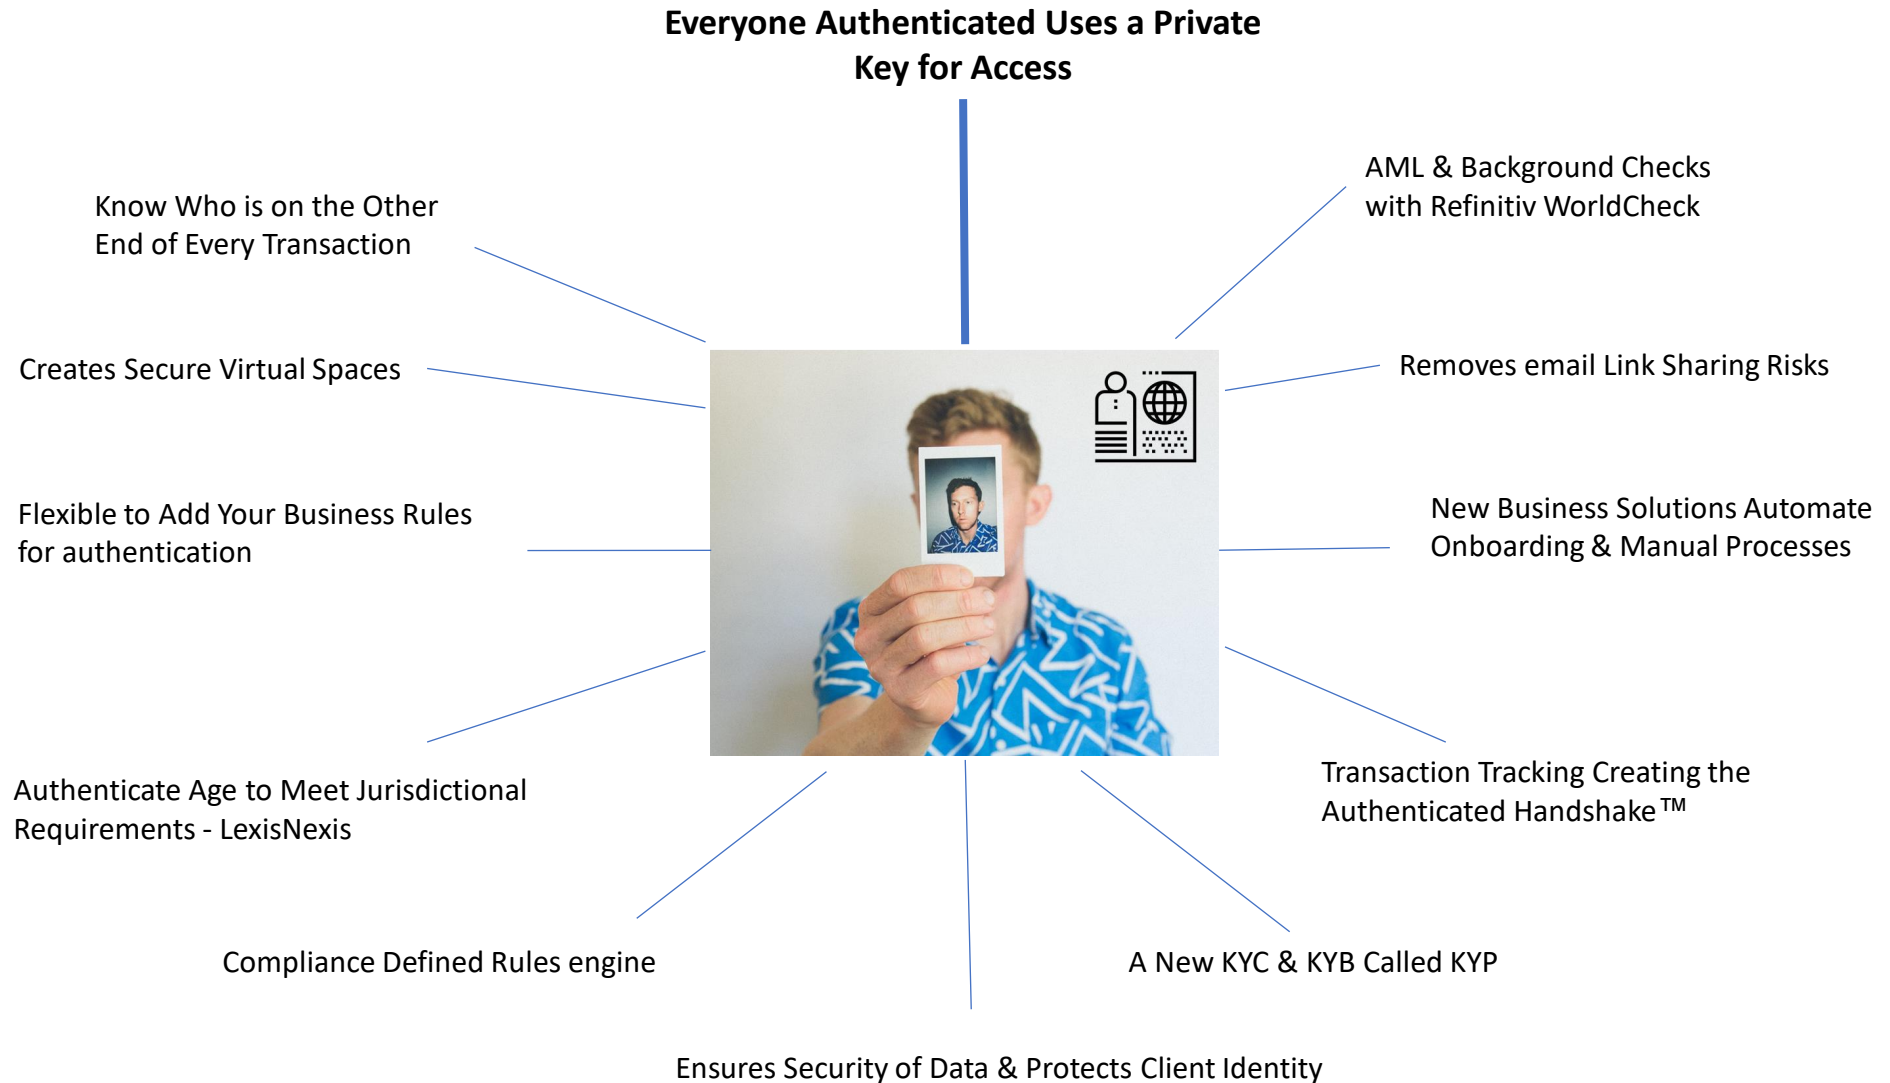 Everyone Authenticated Uses a Private
Key for Access
AML & Background Checks
with Refinitiv WorldCheck
Know Who is on the Other
End of Every Transaction
Creates Secure Virtual Spaces
Removes email Link Sharing Risks
Flexible to Add Your Business Rules
for authentication
New Business Solutions Automate
Onboarding & Manual Processes
Authenticate Age to Meet Jurisdictional
Requirements - LexisNexis
Transaction Tracking Creating the
Authenticated Handshake™
Compliance Defined Rules engine
A New KYC & KYB Called KYP
Ensures Security of Data & Protects Client Identity